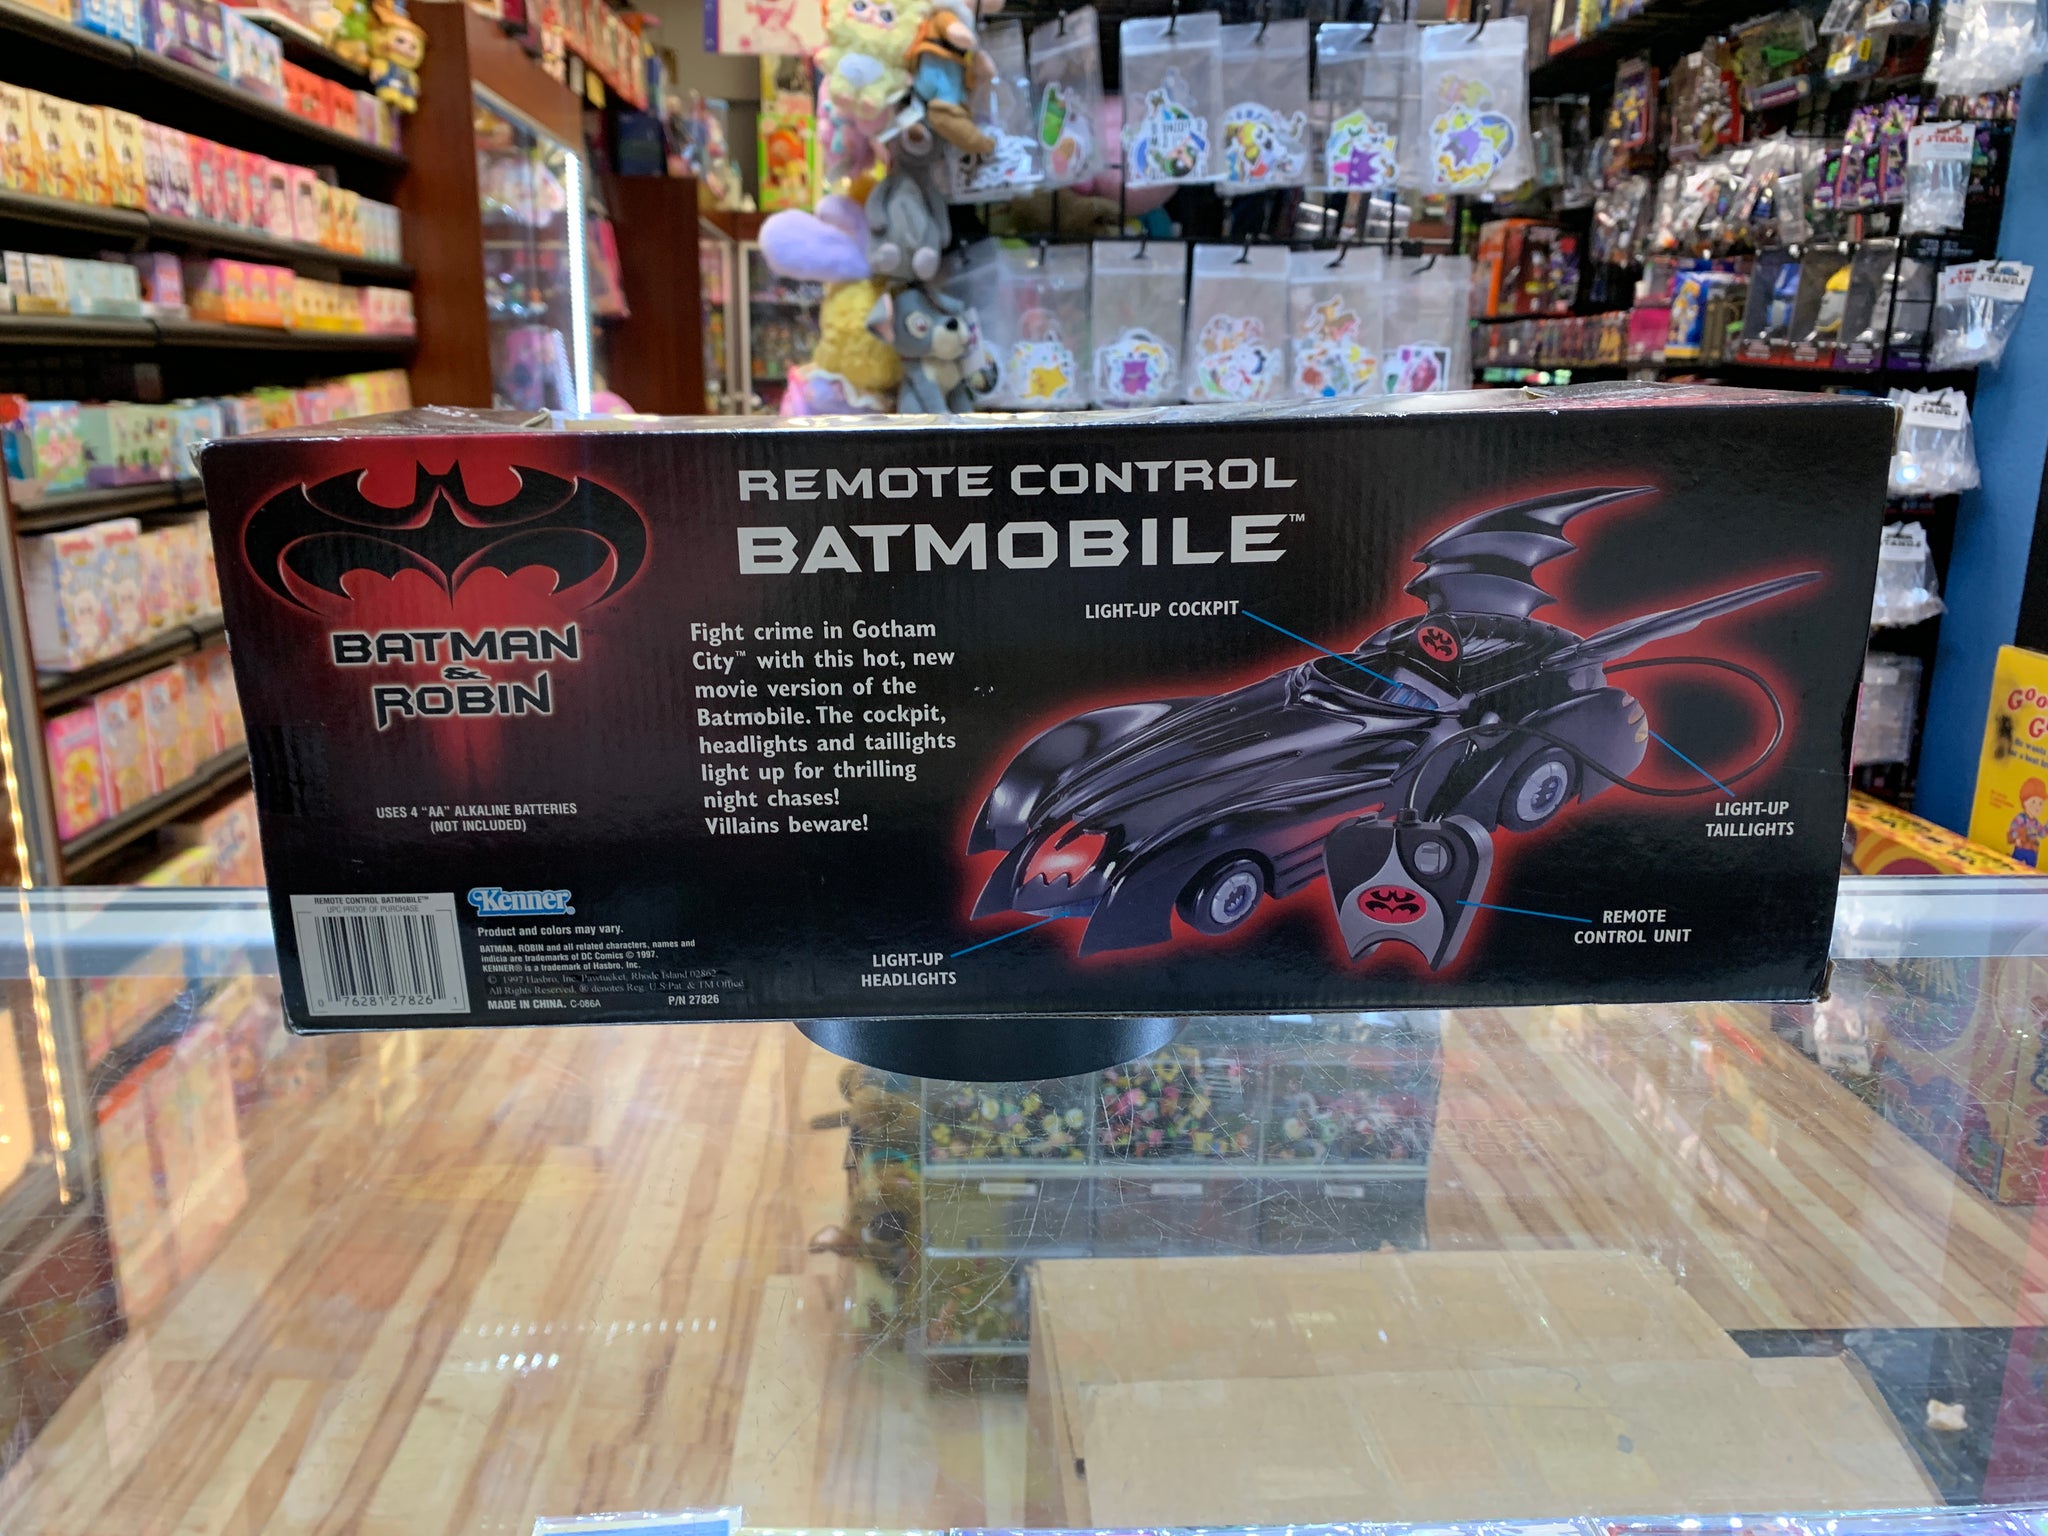 BATMAN™
&
ROBIN™
USES 4 "AA" ALKALINE BATTERIES
(NOT INCLUDED)
REMOTE CONTROL
BATMOBILE™
Fight crime in Gotham
City™ with this hot, new
movie version of the
Batmobile. The cockpit,
headlights and taillights
light up for thrilling
night chases!
Villains beware!
LIGHT-UP COCKPIT
LIGHT-UP
TAILLIGHTS
REMOTE
CONTROL UNIT
LIGHT-UP
HEADLIGHTS
REMOTE CONTROL BATMOBILE™
UPC PROOF OF PURCHASE
0 76281 27826 1
Kenner®
Product and colors may vary.
BATMAN, ROBIN and all related characters, names and
indicia are trademarks of DC Comics © 1997.
KENNER® is a trademark of Hasbro, Inc.
© 1997 Hasbro, Inc. Pawtucket, Rhode Island 02862
All Rights Reserved. ® denotes Reg. U.S. Pat. & TM Office
MADE IN CHINA. C-086A
P/N 27826
STANDS
STANDS